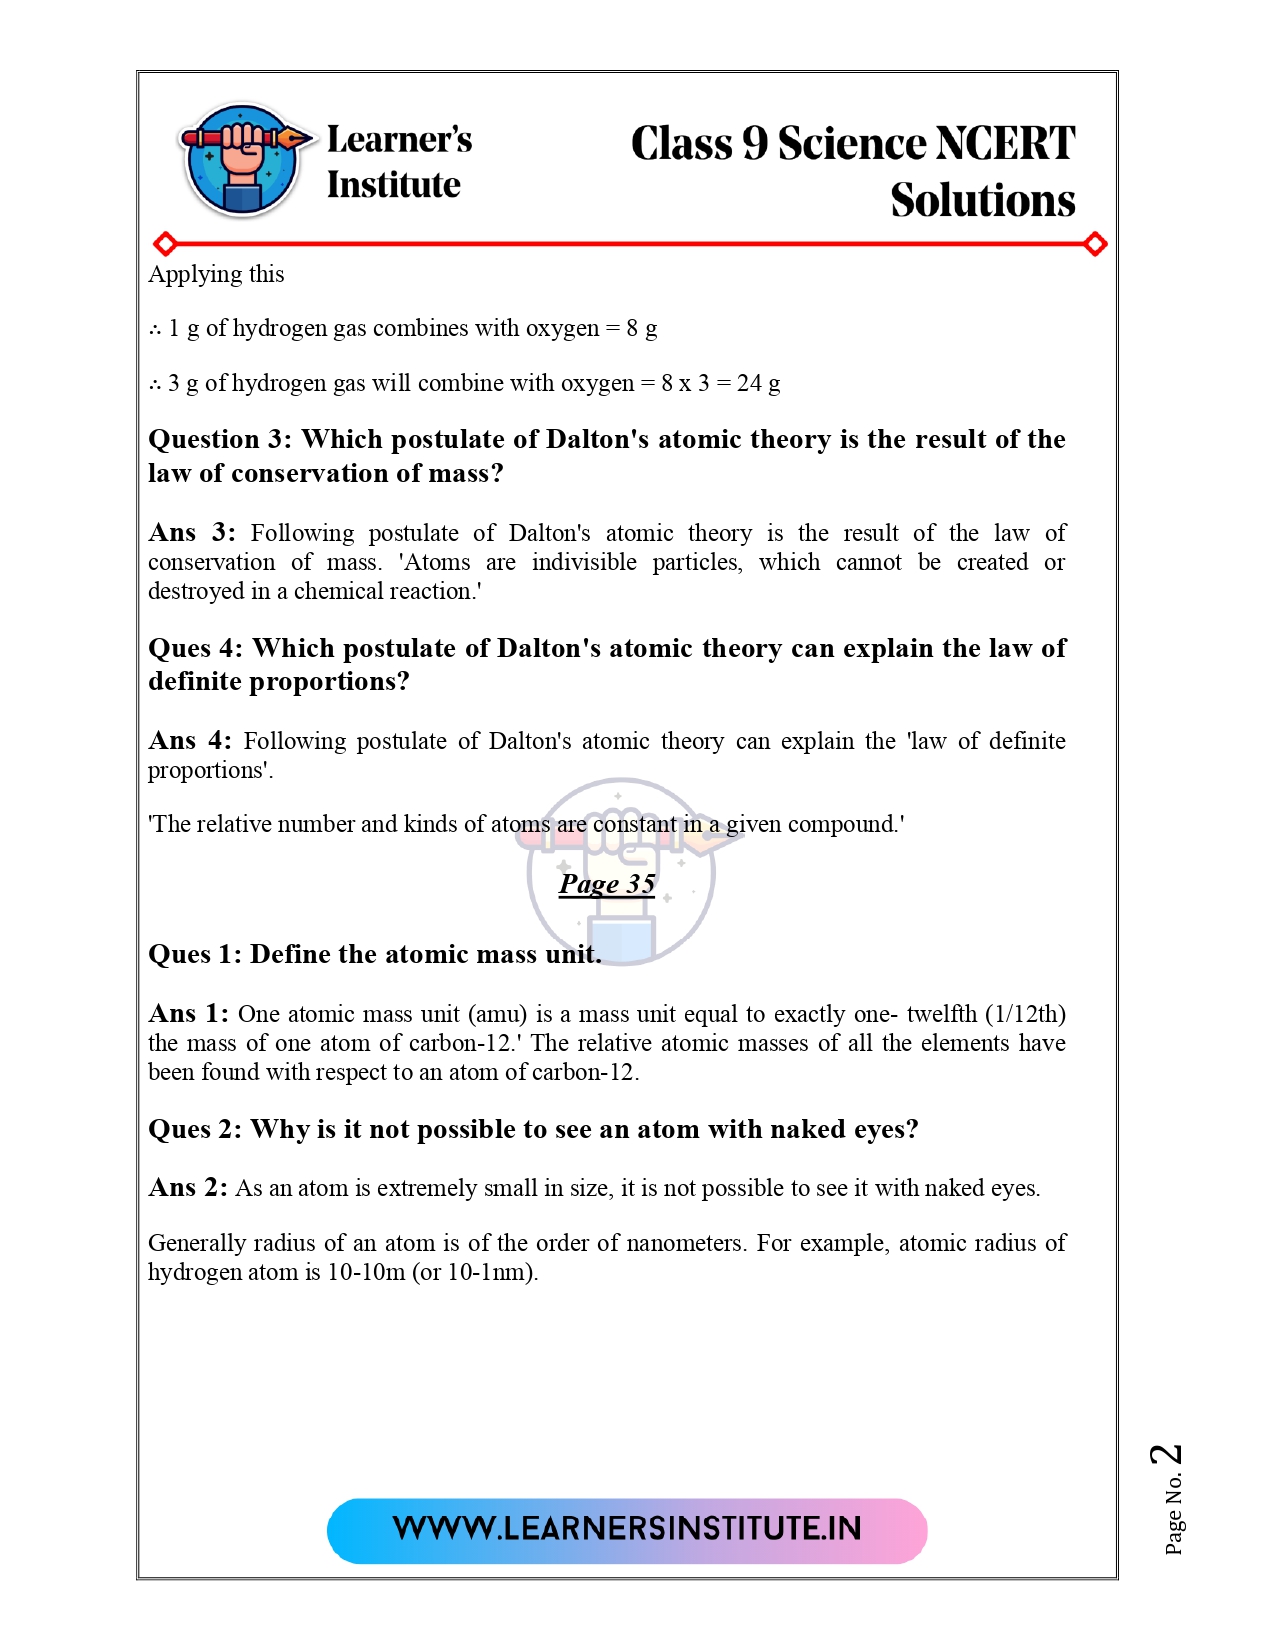 Learner's
Institute
Class 9 Science NCERT
Solutions
Applying this
∴ 1 g of hydrogen gas combines with oxygen = 8 g
∴ 3 g of hydrogen gas will combine with oxygen = 8 x 3 = 24 g
Question 3: Which postulate of Dalton's atomic theory is the result of the
law of conservation of mass?
Ans 3: Following postulate of Dalton's atomic theory is the result of the law of
conservation of mass. 'Atoms are indivisible particles, which cannot be created or
destroyed in a chemical reaction.'
Ques 4: Which postulate of Dalton's atomic theory can explain the law of
definite proportions?
Ans 4: Following postulate of Dalton's atomic theory can explain the 'law of definite
proportions'.
'The relative number and kinds of atoms are constant in a given compound.'
Page 35
Ques 1: Define the atomic mass unit.
Ans 1: One atomic mass unit (amu) is a mass unit equal to exactly one- twelfth (1/12th)
the mass of one atom of carbon-12.' The relative atomic masses of all the elements have
been found with respect to an atom of carbon-12.
Ques 2: Why is it not possible to see an atom with naked eyes?
Ans 2: As an atom is extremely small in size, it is not possible to see it with naked eyes.
Generally radius of an atom is of the order of nanometers. For example, atomic radius of
hydrogen atom is 10-10m (or 10-1nm).
Page No. 2
WWW.LEARNERSINSTITUTE.IN